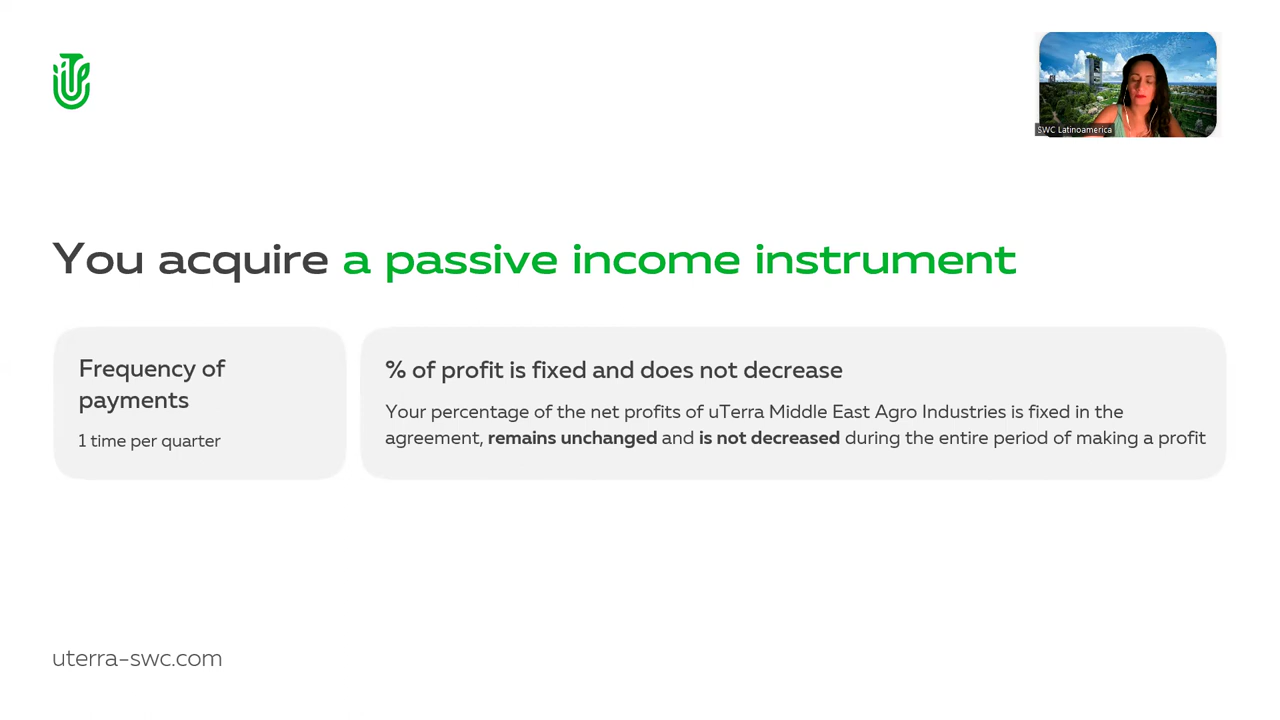 SWC Latinoamerica
You acquire a passive income instrument
Frequency of
payments
1 time per quarter
% of profit is fixed and does not decrease
Your percentage of the net profits of uTerra Middle East Agro Industries is fixed in the
agreement, remains unchanged and is not decreased during the entire period of making a profit
uterra-swc.com